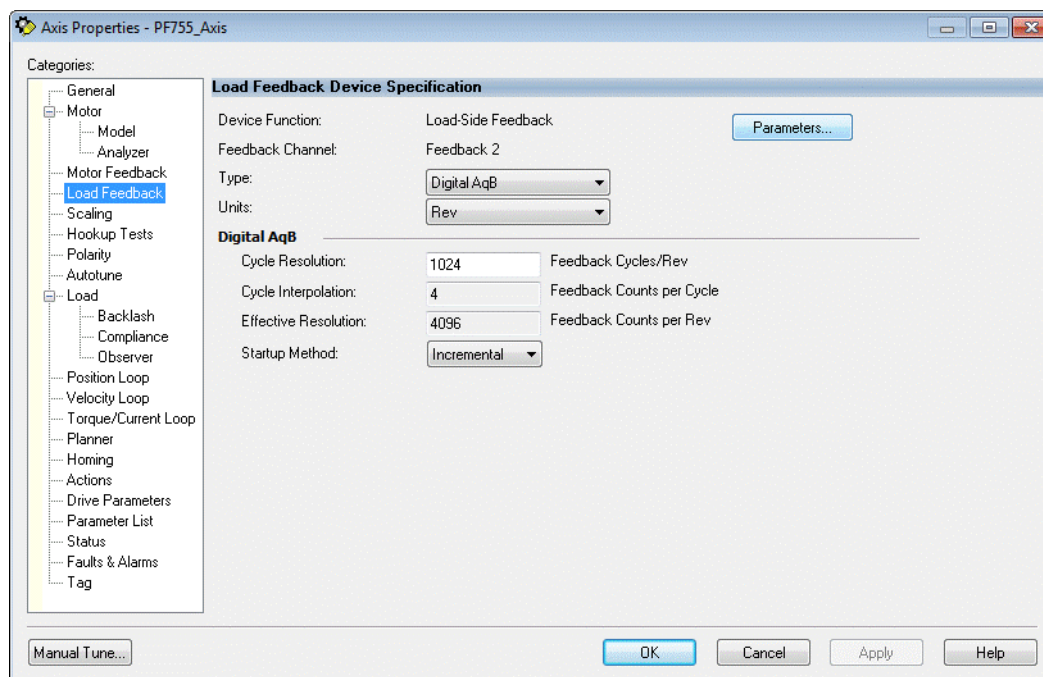 Axis Properties - PF755_Axis
Categories:
General
Motor
Model
Analyzer
Motor Feedback
Load Feedback
Scaling
Hookup Tests
Polarity
Autotune
Load
Backlash
Compliance
Observer
Position Loop
Velocity Loop
Torque/Current Loop
Planner
Homing
Actions
Drive Parameters
Parameter List
Status
Faults & Alarms
Tag
Load Feedback Device Specification
Device Function: Load-Side Feedback Parameters...
Feedback Channel: Feedback 2
Type: Digital AqB
Units: Rev
Digital AqB
Cycle Resolution: 1024 Feedback Cycles/Rev
Cycle Interpolation: 4 Feedback Counts per Cycle
Effective Resolution: 4096 Feedback Counts per Rev
Startup Method: Incremental
Manual Tune... OK Cancel Apply Help